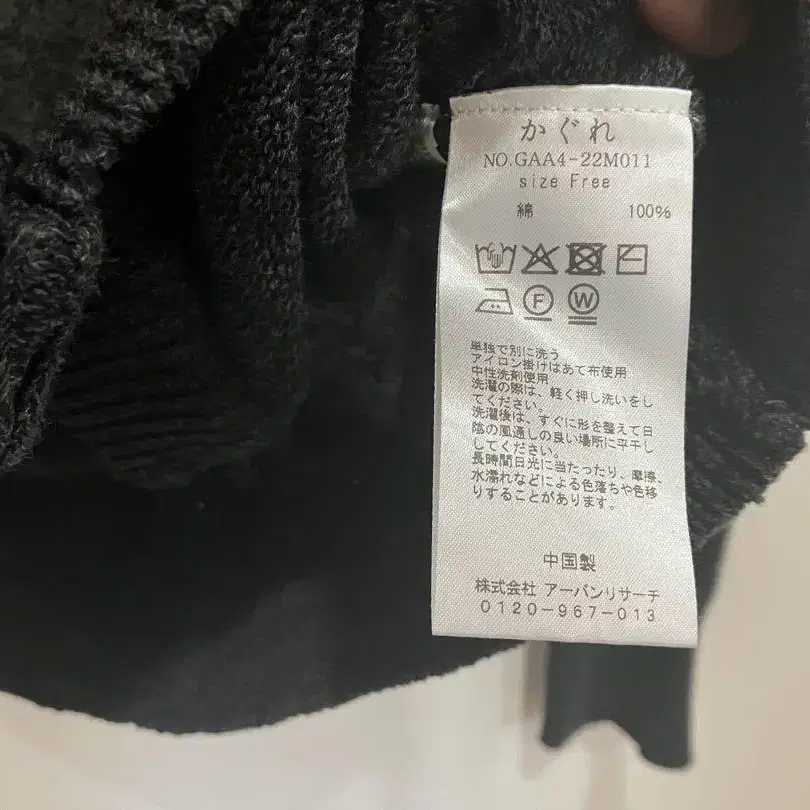 かぐれ
NO.GAA4-22M011
size Free
綿 100%
F W
単独で別に洗う
アイロン掛けはあて布使用
中性洗剤使用
洗濯の際は、軽く押し洗いをし
てください。
洗濯後は、すぐに形を整えて日
陰の風通しの良い場所に平干し
してください。
長時間日光に当たったり、摩擦、
水濡れなどによる色落ちや色移
りすることがあります。
中国製
株式会社 アーバンリサーチ
0120-967-013